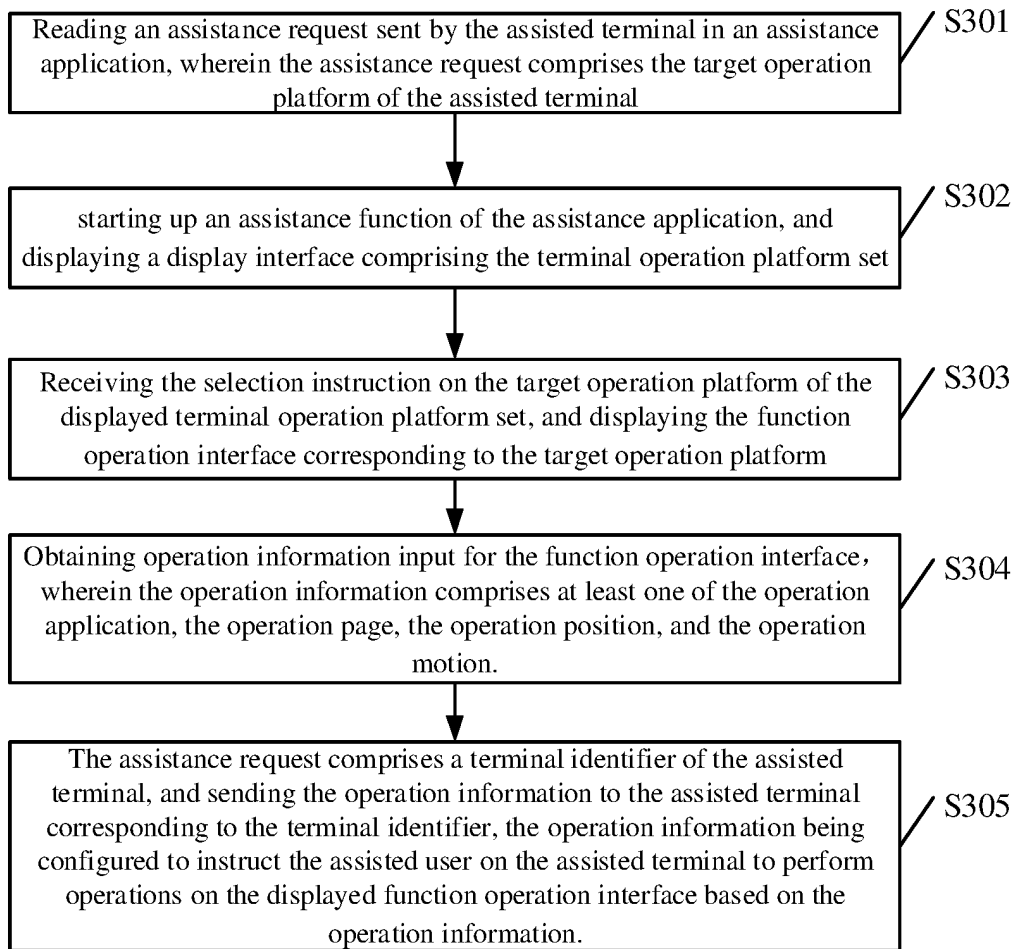 Reading an assistance request sent by the assisted terminal in an assistance
application, wherein the assistance request comprises the target operation
platform of the assisted terminal
S301
starting up an assistance function of the assistance application, and
displaying a display interface comprising the terminal operation platform set
S302
Receiving the selection instruction on the target operation platform of the
displayed terminal operation platform set, and displaying the function
operation interface corresponding to the target operation platform
S303
Obtaining operation information input for the function operation interface，
wherein the operation information comprises at least one of the operation
application, the operation page, the operation position, and the operation
motion.
S304
The assistance request comprises a terminal identifier of the assisted
terminal, and sending the operation information to the assisted terminal
corresponding to the terminal identifier, the operation information being
configured to instruct the assisted user on the assisted terminal to perform
operations on the displayed function operation interface based on the
operation information.
S305